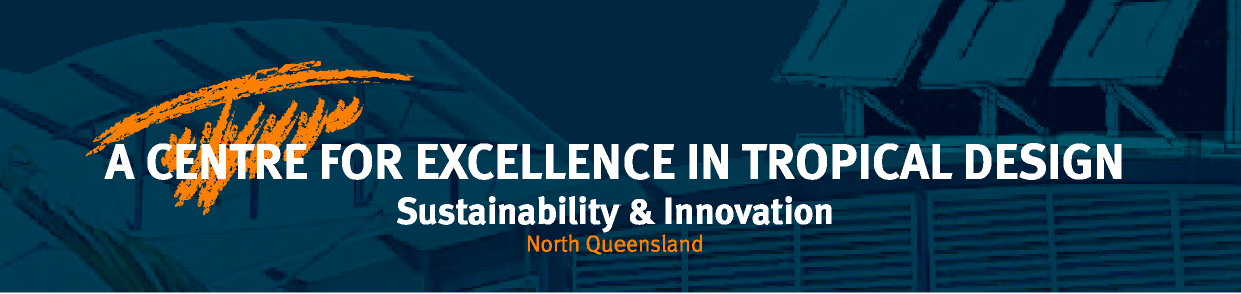 A CENTRE FOR EXCELLENCE IN TROPICAL DESIGN
Sustainability & Innovation
North Queensland